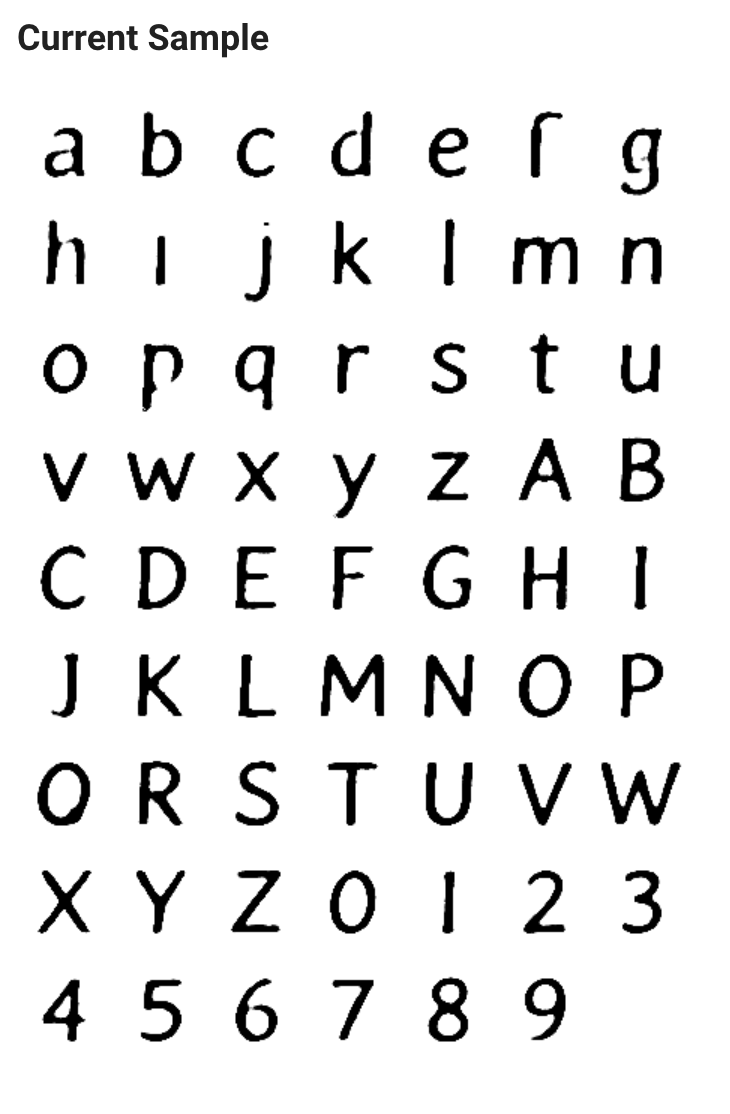 Current Sample
a b c d e f g
h ı j k l m n
o p q r s t u
v w x y z A B
C D E F G H I
J K L M N O P
O R S T U V W
X Y Z 0 1 2 3
4 5 6 7 8 9